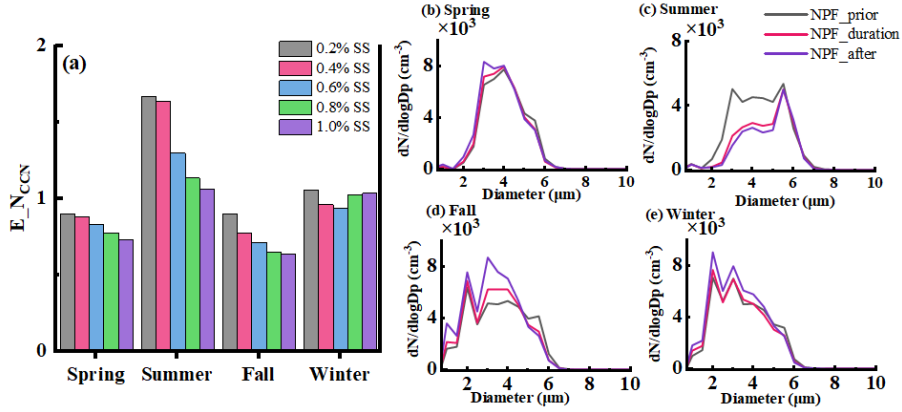 (a)
2
1
0
E_N_CCN
0.2% SS
0.4% SS
0.6% SS
0.8% SS
1.0% SS
Spring Summer Fall Winter
(b) Spring
×10³
dN/dlogDp (cm⁻³)
8
4
0
2 4 6 8 10
Diameter (μm)
(c) Summer
×10³
dN/dlogDp (cm⁻³)
8
4
0
2 4 6 8 10
Diameter (μm)
NPF_prior
NPF_duration
NPF_after
(d) Fall
×10³
dN/dlogDp (cm⁻³)
8
4
0
2 4 6 8 10
Diameter (μm)
(e) Winter
×10³
dN/dlogDp (cm⁻³)
8
4
0
2 4 6 8 10
Diameter (μm)